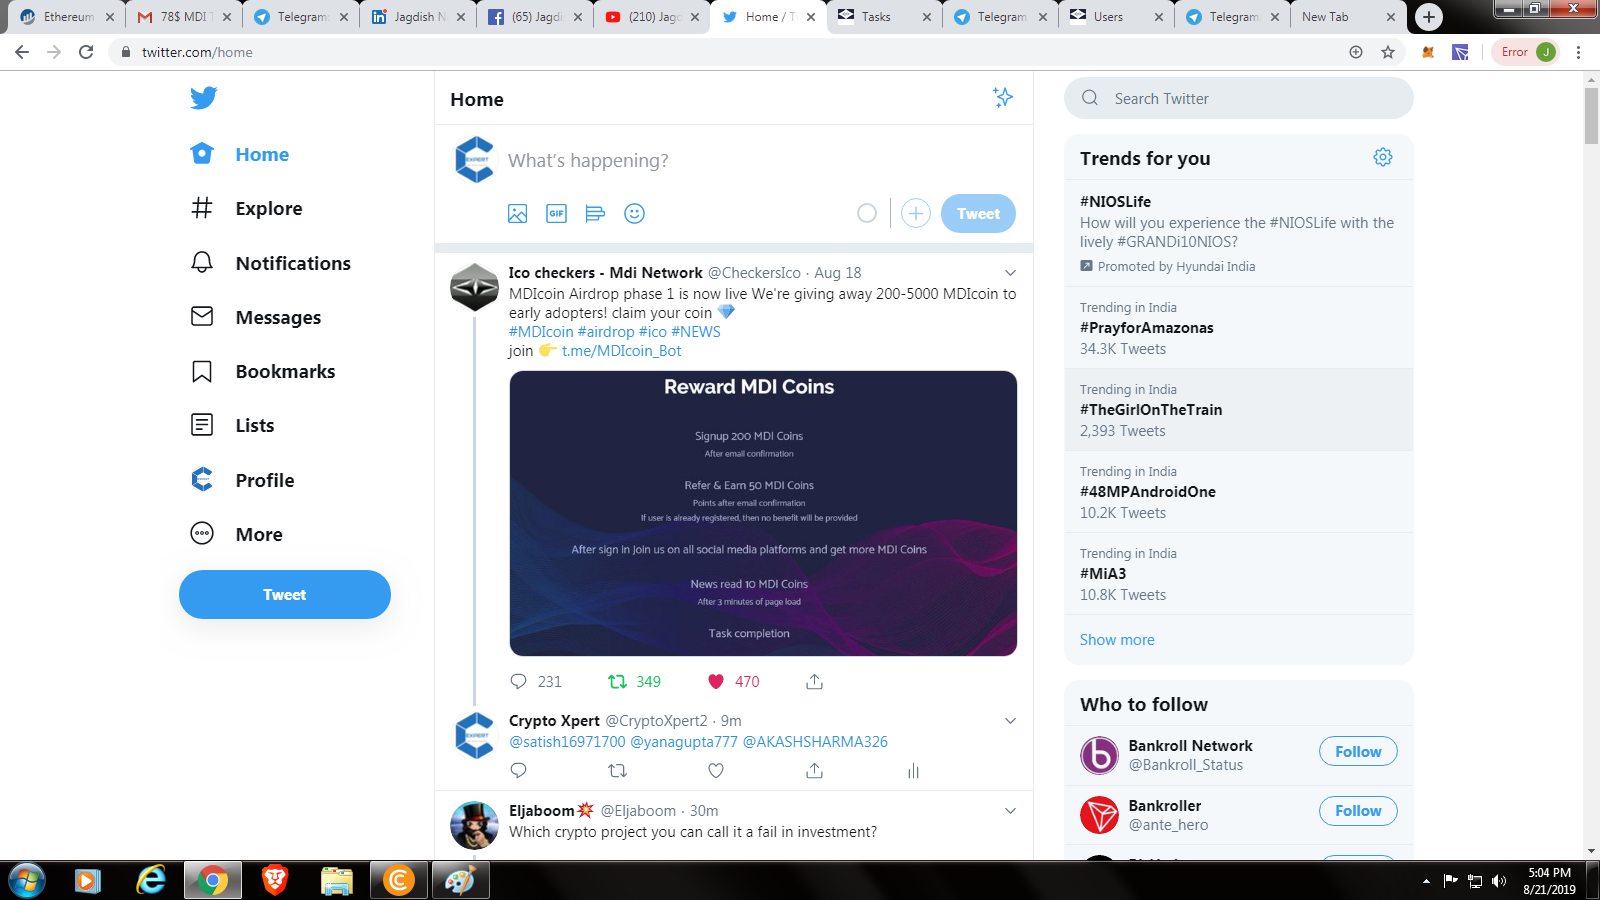 Ethereum
78$ MDI T
Telegram
Jagdish N
(65) Jagdi
(210) Jago
Home / T
Tasks
Telegram
Users
Telegram
New Tab
twitter.com/home
Error J
Home
Explore
Notifications
Messages
Bookmarks
Lists
Profile
More
Tweet
Home
What's happening?
GIF
Tweet
Ico checkers - Mdi Network @CheckersIco · Aug 18
MDIcoin Airdrop phase 1 is now live We're giving away 200-5000 MDIcoin to
early adopters! claim your coin 💎
#MDIcoin #airdrop #ico #NEWS
join 👉 t.me/MDIcoin_Bot
Reward MDI Coins
Signup 200 MDI Coins
After email confirmation
Refer & Earn 50 MDI Coins
Points after email confirmation
If user is already registered, then no benefit will be provided
After sign in Join us on all social media platforms and get more MDI Coins
News read 10 MDI Coins
After 3 minutes of page load
Task completion
231 349 470
Crypto Xpert @CryptoXpert2 · 9m
@satish16971700 @yanagupta777 @AKASHSHARMA326
Eljaboom💥 @Eljaboom · 30m
Which crypto project you can call it a fail in investment?
Search Twitter
Trends for you
#NIOSLife
How will you experience the #NIOSLife with the
lively #GRANDi10NIOS?
Promoted by Hyundai India
Trending in India
#PrayforAmazonas
34.3K Tweets
Trending in India
#TheGirlOnTheTrain
2,393 Tweets
Trending in India
#48MPAndroidOne
10.2K Tweets
Trending in India
#MiA3
10.8K Tweets
Show more
Who to follow
Bankroll Network
@Bankroll_Status
Follow
Bankroller
@ante_hero
Follow
5:04 PM
8/21/2019